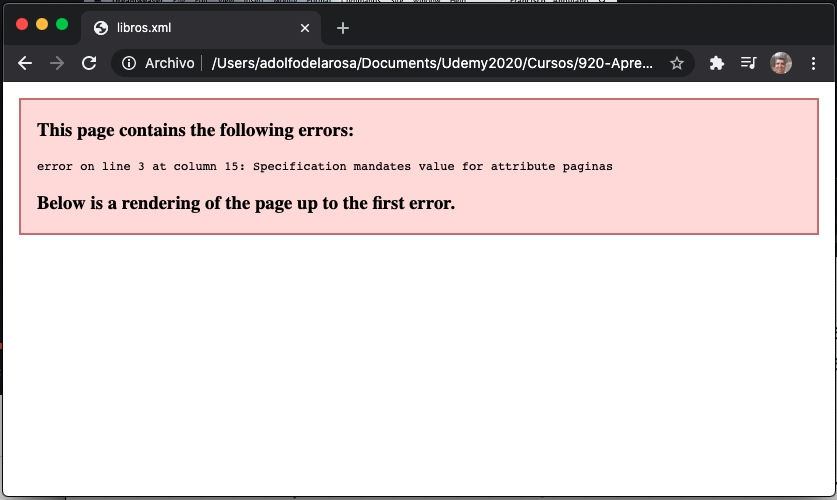 libros.xml
Archivo /Users/adolfodelarosa/Documents/Udemy2020/Cursos/920-Apre...
This page contains the following errors:
error on line 3 at column 15: Specification mandates value for attribute paginas
Below is a rendering of the page up to the first error.